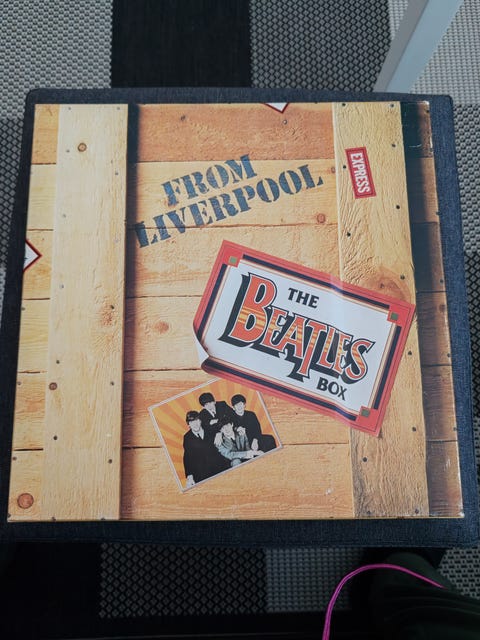 FROM
LIVERPOOL
EXPRESS
THE
BEATLES
BOX